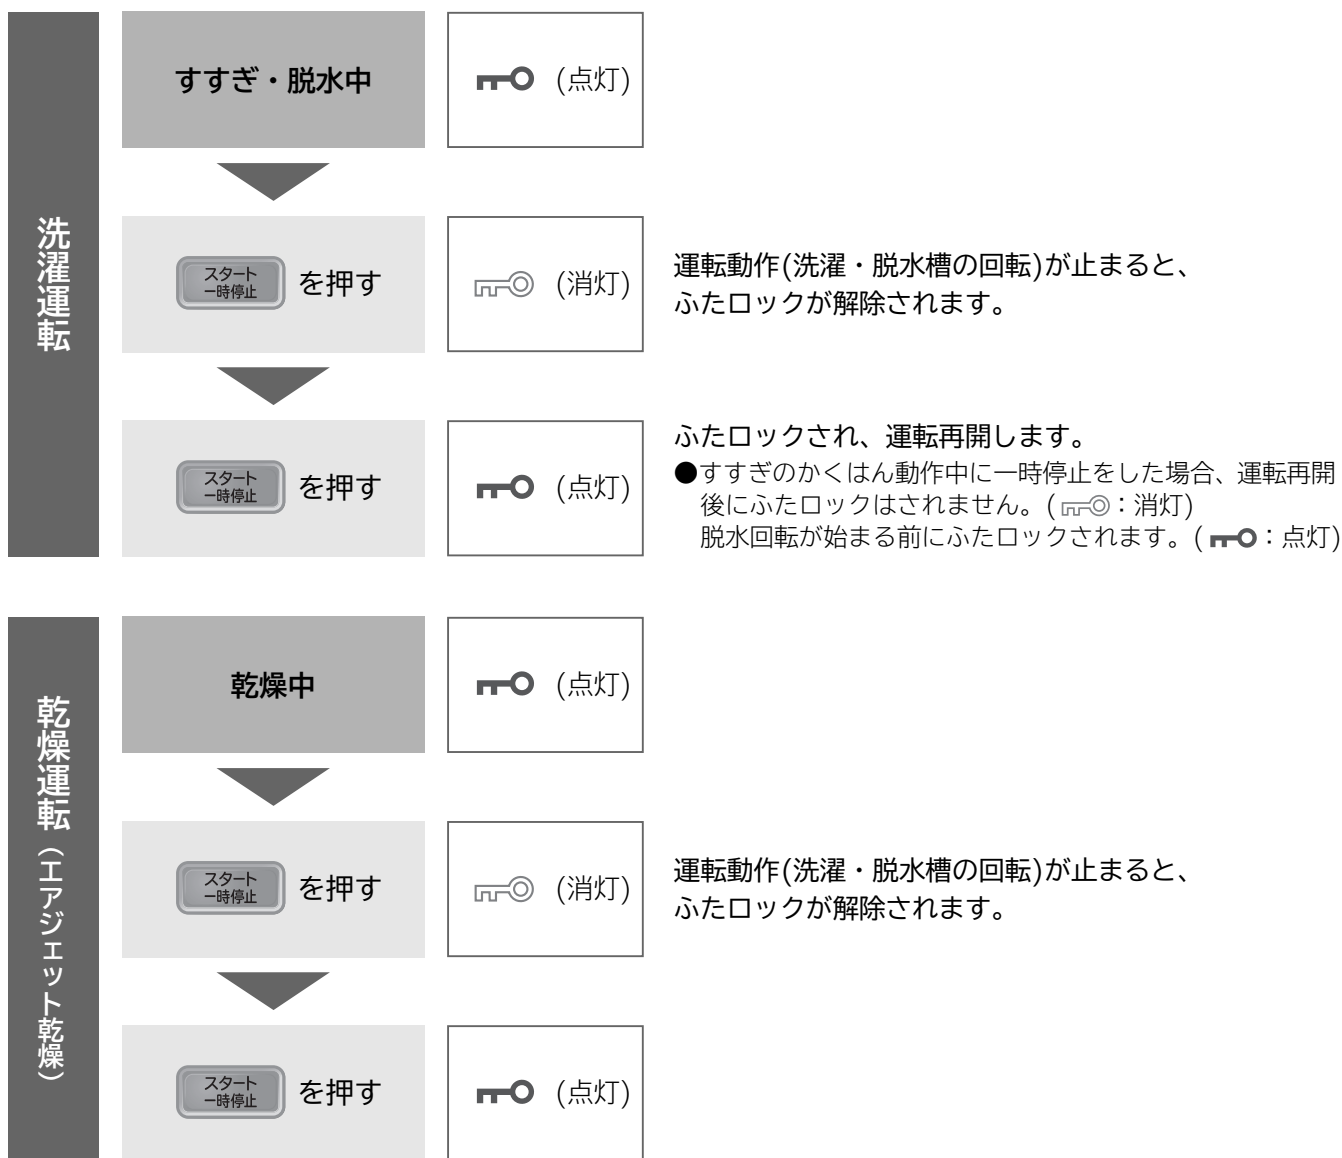 洗濯運転
すすぎ・脱水中
(点灯)
スタート
一時停止
を押す
(消灯)
運転動作(洗濯・脱水槽の回転)が止まると、
ふたロックが解除されます。
スタート
一時停止
を押す
(点灯)
ふたロックされ、運転再開します。
●すすぎのかくはん動作中に一時停止をした場合、運転再開
後にふたロックはされません。(：消灯)
脱水回転が始まる前にふたロックされます。(：点灯)
乾燥運転(エアジェット乾燥)
乾燥中
(点灯)
スタート
一時停止
を押す
(消灯)
運転動作(洗濯・脱水槽の回転)が止まると、
ふたロックが解除されます。
スタート
一時停止
を押す
(点灯)